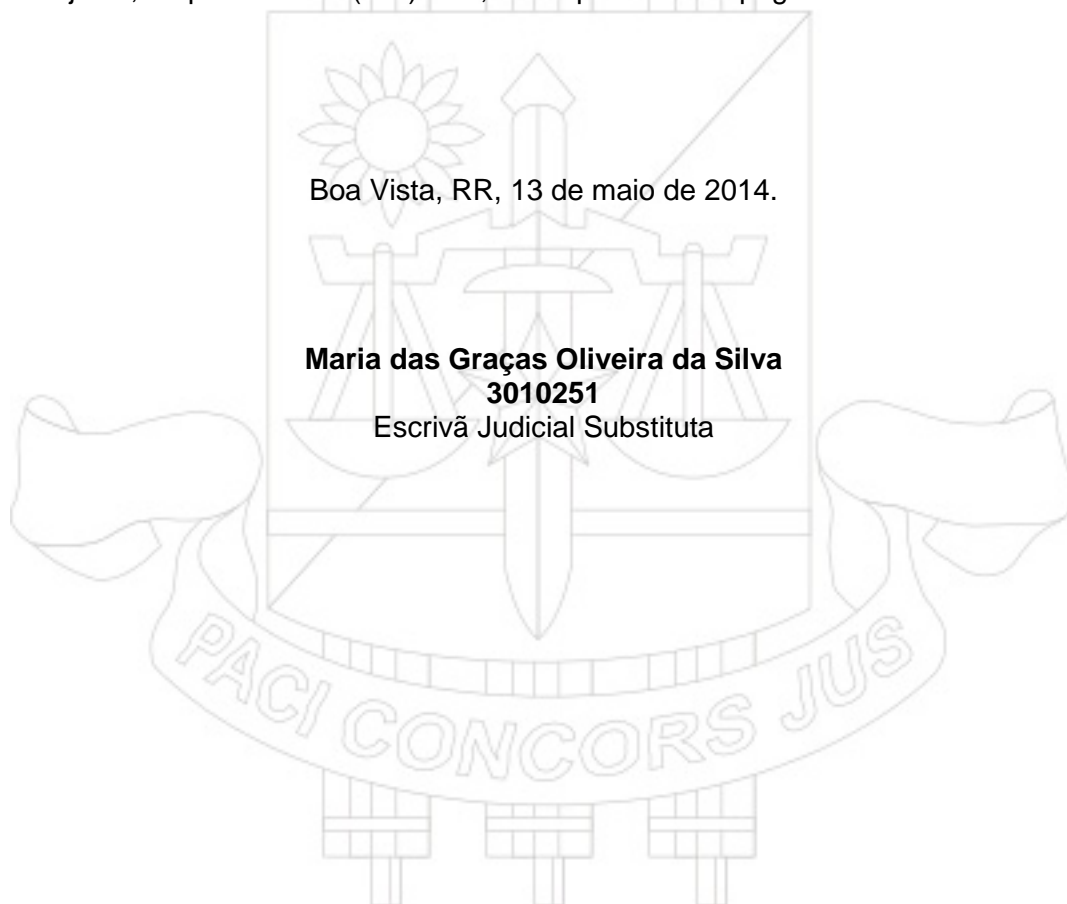 Boa Vista, RR, 13 de maio de 2014.
Maria das Graças Oliveira da Silva
3010251
Escrivã Judicial Substituta
PACI CONCORS JUS